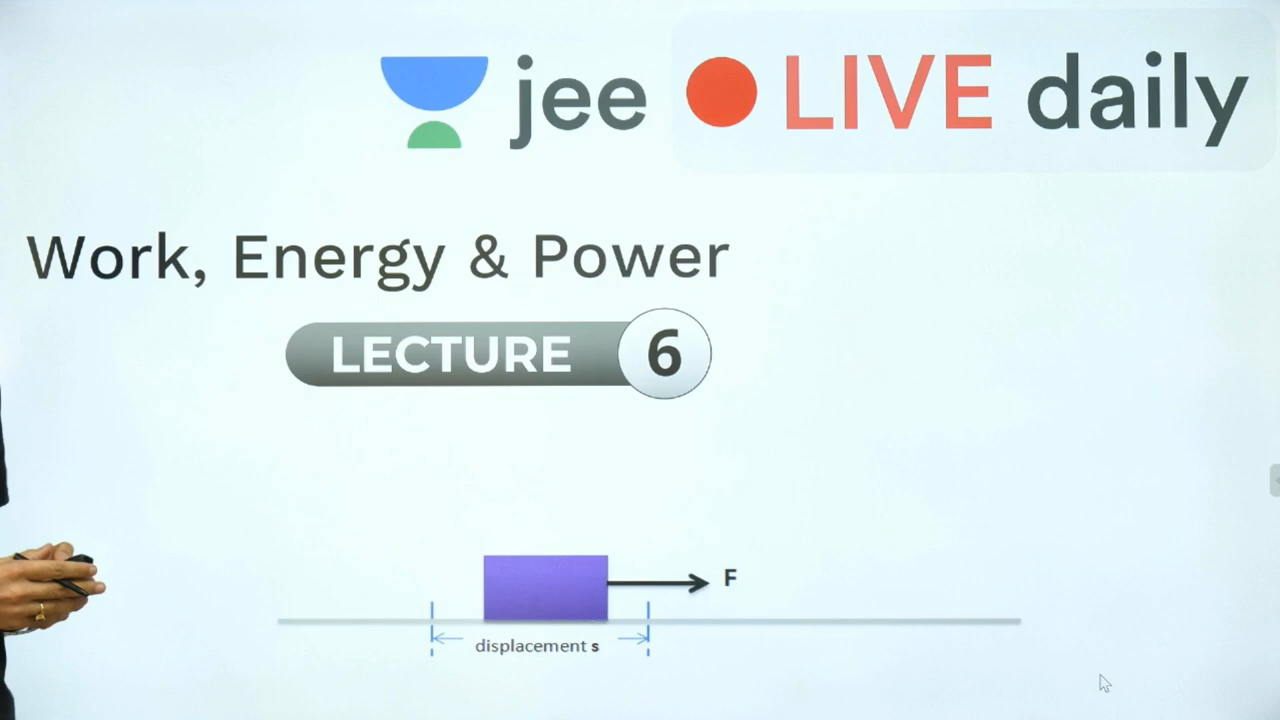 jee LIVE daily
Work, Energy & Power
LECTURE 6
F
displacement s